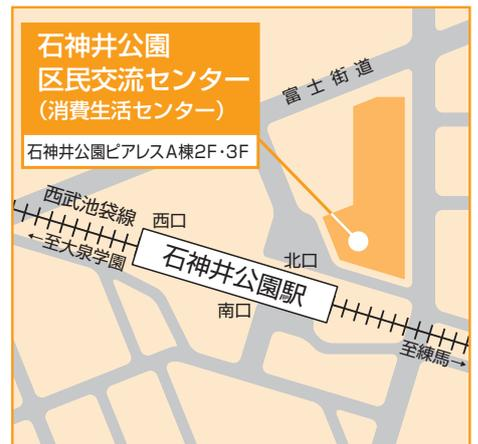 石神井公園
区民交流センター
（消費生活センター）
石神井公園ピアレスA棟2F・3F
富士街道
西武池袋線
西口
←至大泉学園
石神井公園駅
北口
南口
至練馬→